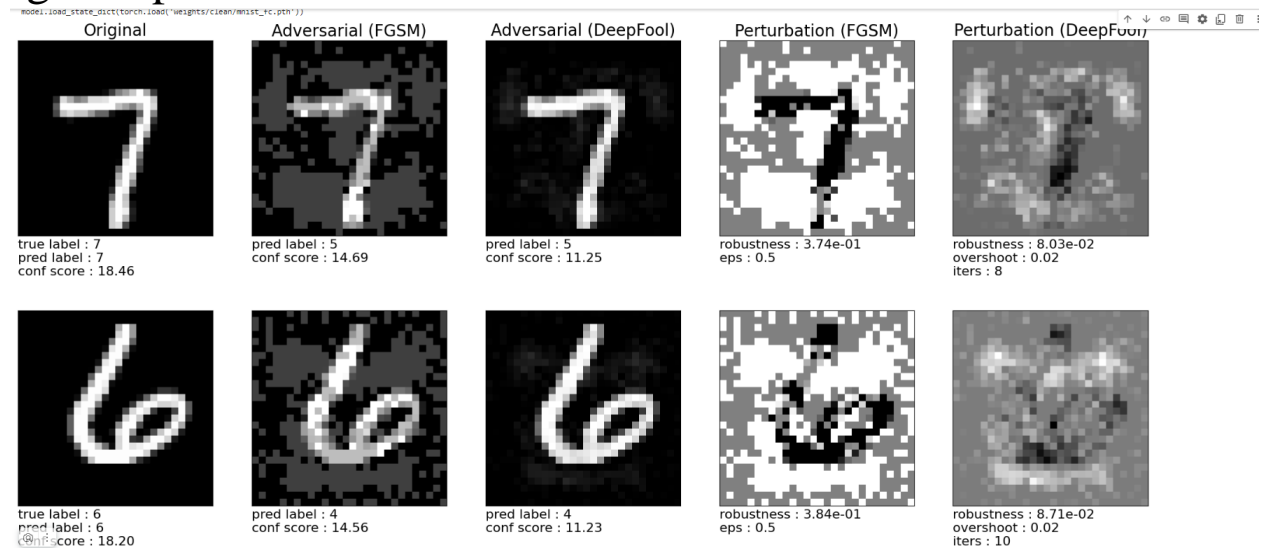 model.load_state_dict(torch.load('weights/clean/mnist_fc.pth'))
Original
Adversarial (FGSM)
Adversarial (DeepFool)
Perturbation (FGSM)
Perturbation (DeepFool)
true label : 7
pred label : 7
conf score : 18.46
pred label : 5
conf score : 14.69
pred label : 5
conf score : 11.25
robustness : 3.74e-01
eps : 0.5
robustness : 8.03e-02
overshoot : 0.02
iters : 8
true label : 6
pred label : 6
conf score : 18.20
pred label : 4
conf score : 14.56
pred label : 4
conf score : 11.23
robustness : 3.84e-01
eps : 0.5
robustness : 8.71e-02
overshoot : 0.02
iters : 10